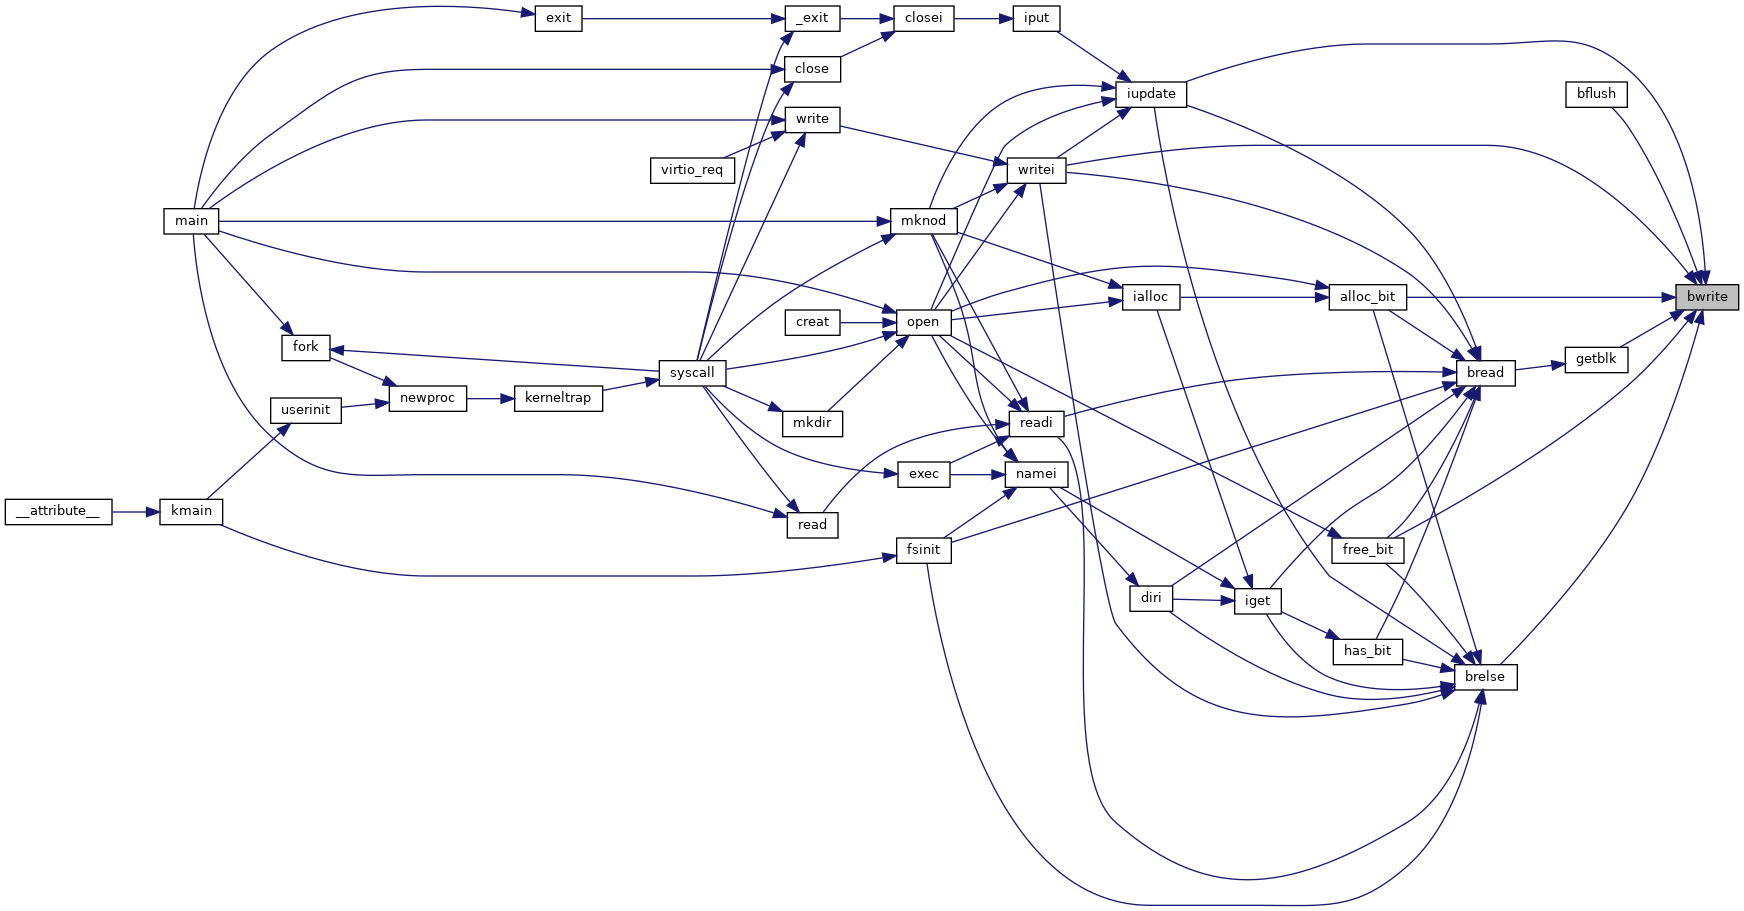 exit
_exit
closei
iput
close
iupdate
bflush
write
virtio_req
writei
main
mknod
ialloc
alloc_bit
bwrite
creat
open
fork
getblk
syscall
bread
newproc
kerneltrap
userinit
mkdir
readi
exec
namei
__attribute__
kmain
read
fsinit
free_bit
diri
iget
has_bit
brelse